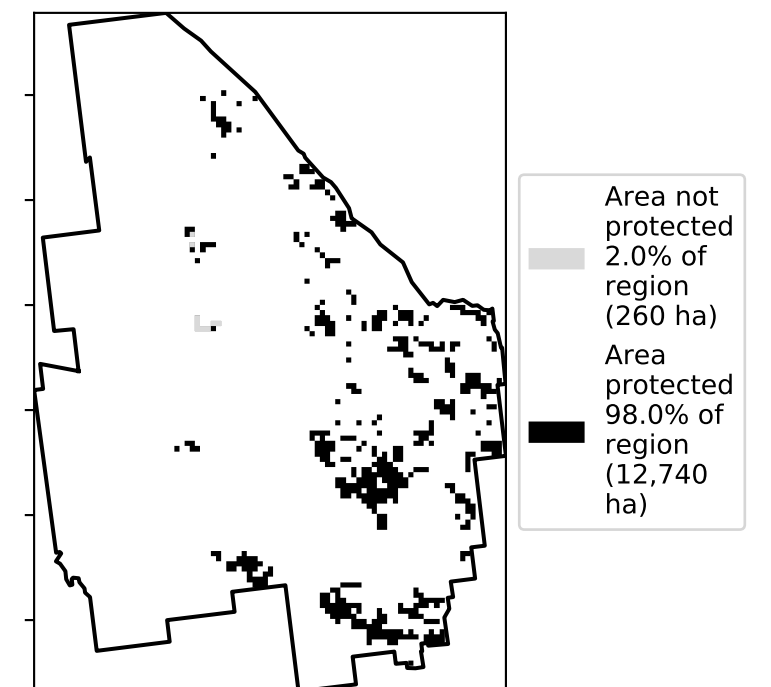 Area not
protected
2.0% of
region
(260 ha)
Area
protected
98.0% of
region
(12,740
ha)